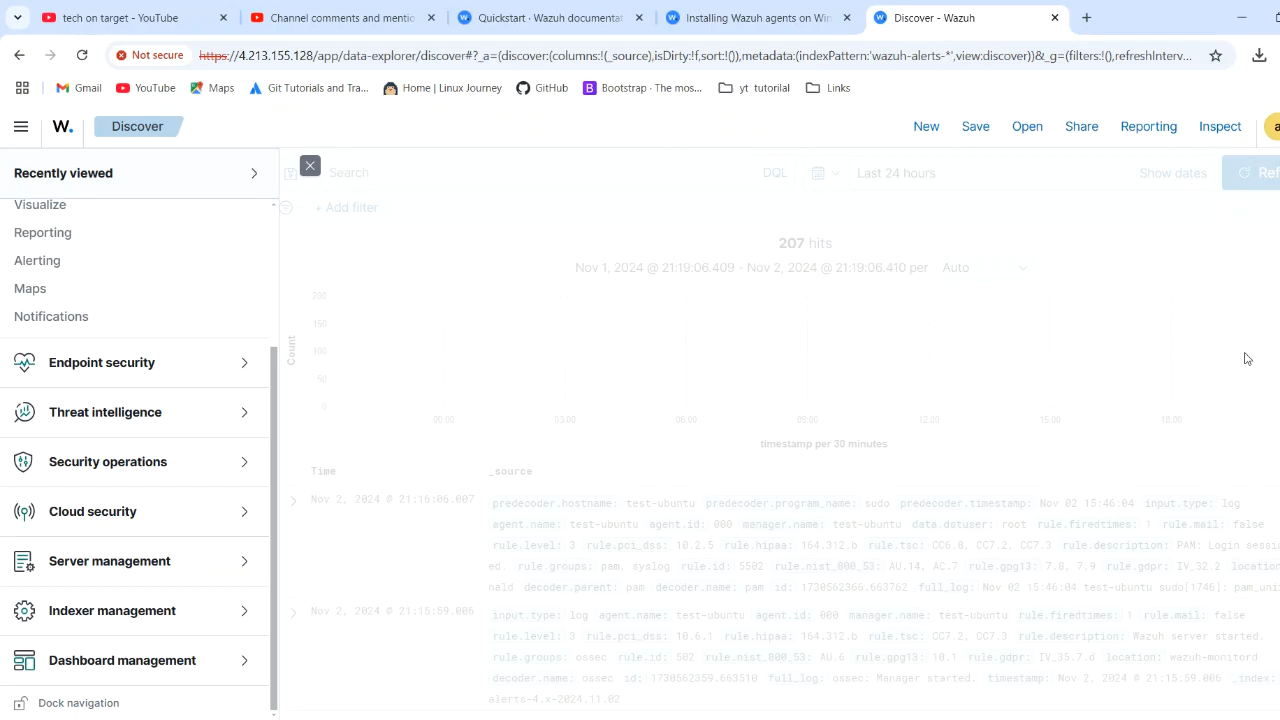 tech on target - YouTube
Channel comments and mentio
Quickstart · Wazuh documentat
Installing Wazuh agents on Win
Discover - Wazuh
Not secure
https://4.213.155.128/app/data-explorer/discover#?_a=(discover:(columns:!(_source),isDirty:!f,sort:!()),metadata:(indexPattern:'wazuh-alerts-*',view:discover))&_g=(filters:!(),refreshInterv...
Gmail
YouTube
Maps
Git Tutorials and Tra...
Home | Linux Journey
GitHub
Bootstrap · The mos...
yt tutorial
Links
W.
Discover
New
Save
Open
Share
Reporting
Inspect
a
Recently viewed
Search
DQL
Last 24 hours
Show dates
Ref
Visualize
+ Add filter
Reporting
207 hits
Alerting
Nov 1, 2024 @ 21:19:06.409 - Nov 2, 2024 @ 21:19:06.410 per
Auto
Maps
Notifications
200
150
100
50
0
Count
00:00
03:00
06:00
09:00
12:00
15:00
18:00
timestamp per 30 minutes
Endpoint security
Threat intelligence
Security operations
Cloud security
Server management
Indexer management
Dashboard management
Dock navigation
Time
_source
Nov 2, 2024 @ 21:16:06.007
predecoder.hostname: test-ubuntu predecoder.program_name: sudo predecoder.timestamp: Nov 02 15:46:04 input.type: log
agent.name: test-ubuntu agent.id: 000 manager.name: test-ubuntu data.dstuser: root rule.firedtimes: 1 rule.mail: false
rule.level: 3 rule.pci_dss: 10.2.5 rule.hipaa: 164.312.b rule.tsc: CC6.8, CC7.2, CC7.3 rule.description: PAM: Login sessi
ed. rule.groups: pam, syslog rule.id: 5502 rule.nist_800_53: AU.14, AC.7 rule.gpg13: 7.8, 7.9 rule.gdpr: IV_32.2 location
nald decoder.parent: pam decoder.name: pam id: 1730562366.663762 full_log: Nov 02 15:46:04 test-ubuntu sudo[1746]: pam_uni
Nov 2, 2024 @ 21:15:59.006
input.type: log agent.name: test-ubuntu agent.id: 000 manager.name: test-ubuntu rule.firedtimes: 1 rule.mail: false
rule.level: 3 rule.pci_dss: 10.6.1 rule.hipaa: 164.312.b rule.tsc: CC7.2, CC7.3 rule.description: Wazuh server started.
rule.groups: ossec rule.id: 502 rule.nist_800_53: AU.6 rule.gpg13: 10.1 rule.gdpr: IV_35.7.d location: wazuh-monitord
decoder.name: ossec id: 1730562359.663510 full_log: ossec: Manager started. timestamp: Nov 2, 2024 @ 21:15:59.006 _index:
alerts-4.x-2024.11.02